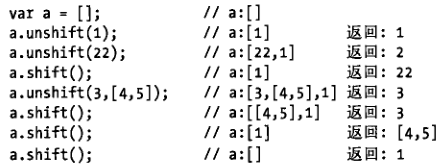 var a = [];             // a:[]
a.unshift(1);           // a:[1]          返回: 1
a.unshift(22);          // a:[22,1]       返回: 2
a.shift();              // a:[1]          返回: 22
a.unshift(3,[4,5]);     // a:[3,[4,5],1]  返回: 3
a.shift();              // a:[[4,5],1]    返回: 3
a.shift();              // a:[1]          返回: [4,5]
a.shift();              // a:[]           返回: 1